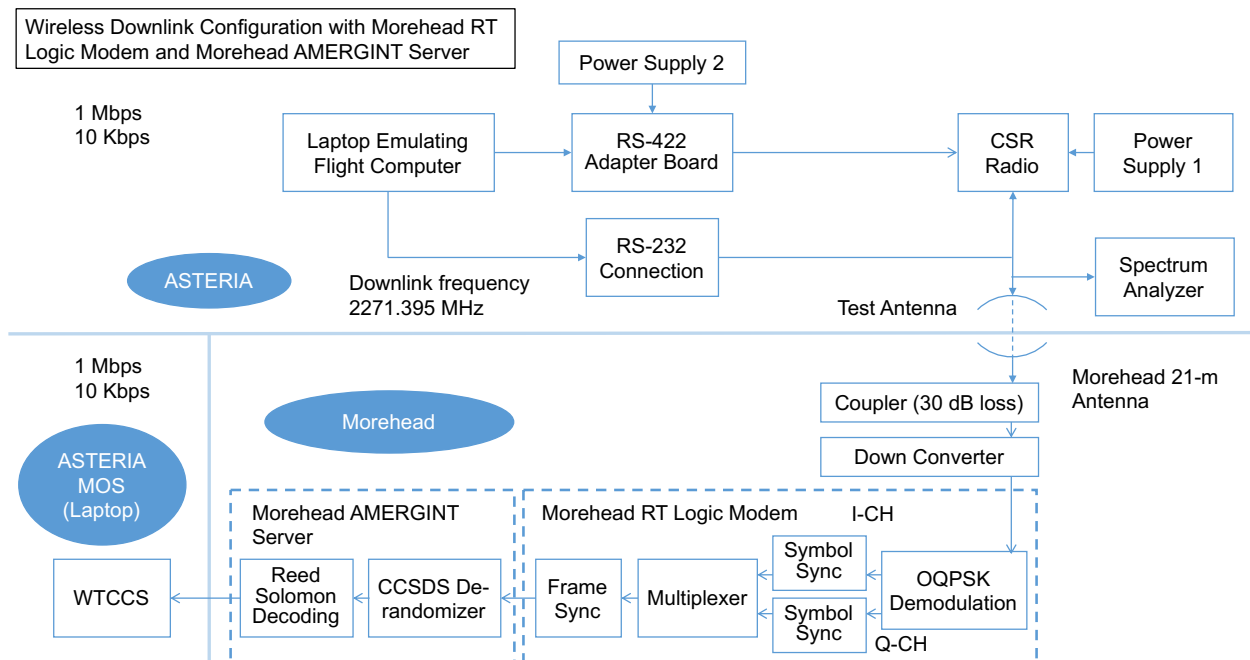 Wireless Downlink Configuration with Morehead RT
Logic Modem and Morehead AMERGINT Server
Power Supply 2
1 Mbps
10 Kbps
Laptop Emulating
Flight Computer
RS-422
Adapter Board
CSR
Radio
Power
Supply 1
RS-232
Connection
ASTERIA
Downlink frequency
2271.395 MHz
Spectrum
Analyzer
Test Antenna
1 Mbps
10 Kbps
Morehead 21-m
Antenna
Coupler (30 dB loss)
Morehead
Down Converter
ASTERIA
MOS
(Laptop)
Morehead AMERGINT
Server
Morehead RT Logic Modem
I-CH
Symbol
Sync
OQPSK
Demodulation
Symbol
Sync
Q-CH
Multiplexer
Frame
Sync
CCSDS De-
randomizer
Reed
Solomon
Decoding
WTCCS